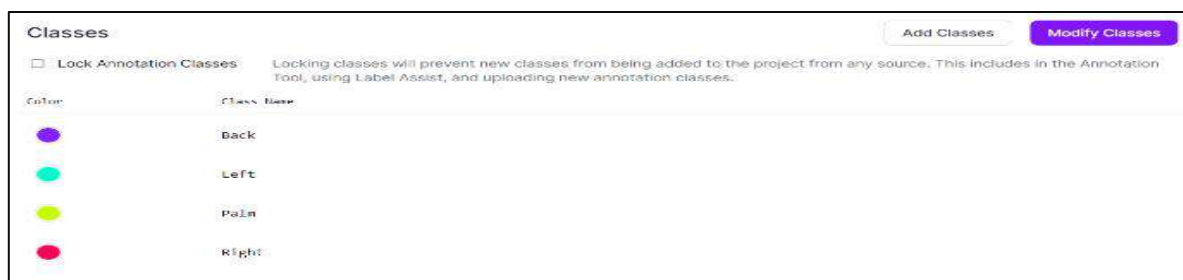 Classes
Add Classes
Modify Classes
Lock Annotation Classes
Locking classes will prevent new classes from being added to the project from any source. This includes in the Annotation
Tool, using Label Assist, and uploading new annotation classes.
Color Class Name
Back
Left
Palm
Right